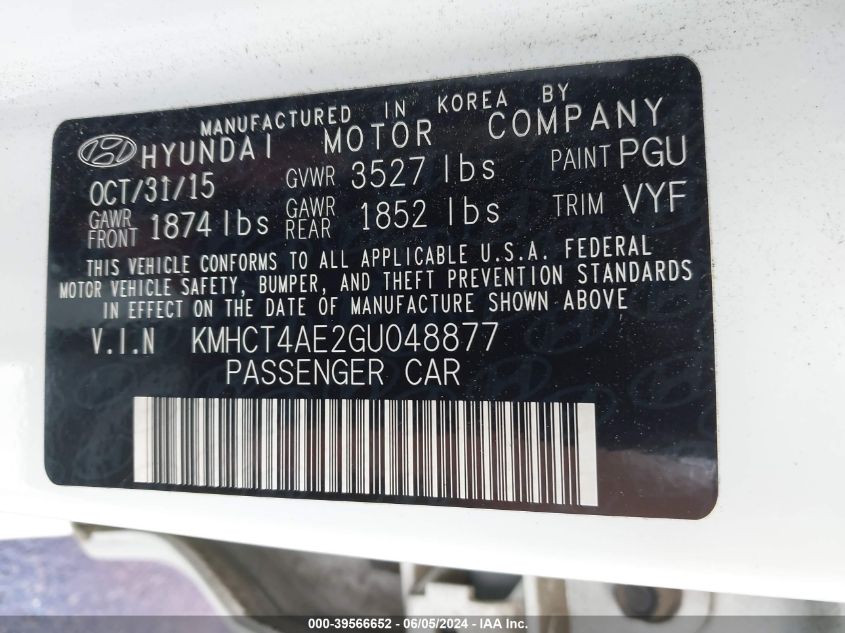 MANUFACTURED IN KOREA BY
HYUNDAI MOTOR COMPANY
OCT/31/15 GVWR 3527 lbs PAINT PGU
GAWR FRONT 1874 lbs GAWR REAR 1852 lbs TRIM VYF
THIS VEHICLE CONFORMS TO ALL APPLICABLE U.S.A. FEDERAL
MOTOR VEHICLE SAFETY, BUMPER, AND THEFT PREVENTION STANDARDS
IN EFFECT ON THE DATE OF MANUFACTURE SHOWN ABOVE
V.I.N KMHCT4AE2GU048877
PASSENGER CAR
000-39566652 - 06/05/2024 - IAA Inc.